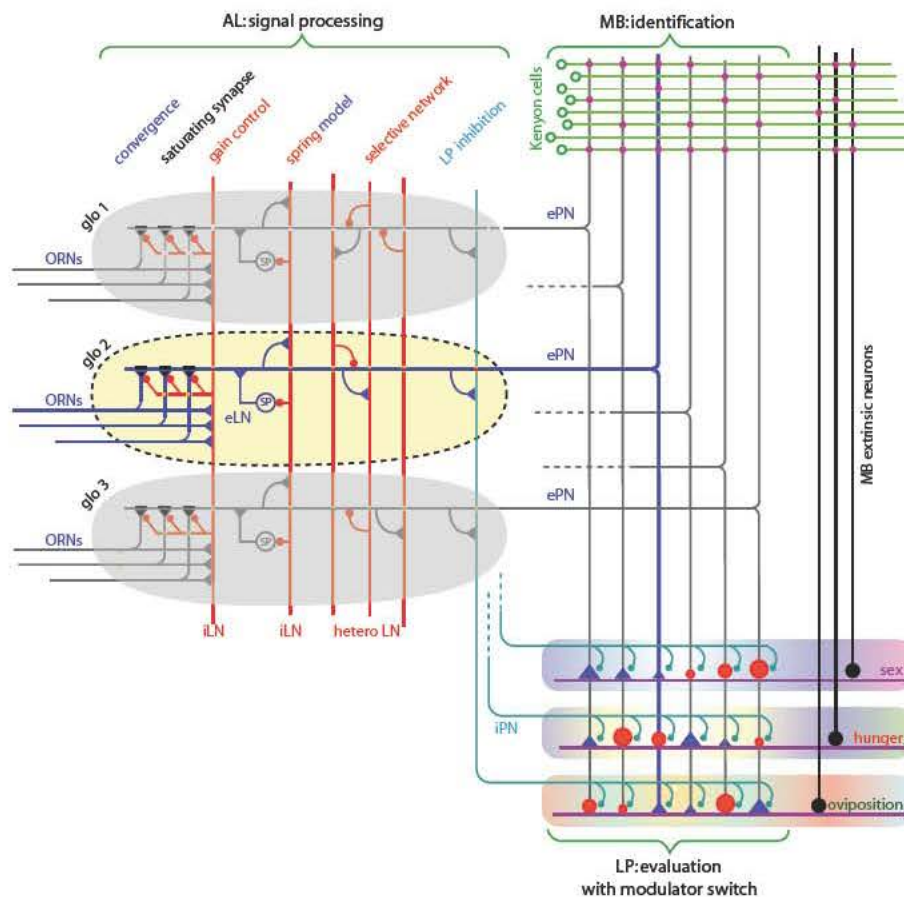 AL: signal processing
MB: identification
convergence
saturating synapse
gain control
spring model
selective network
LP inhibition
Kenyon cells
glo 1
ePN
ORNs
SP
glo 2
ePN
ORNs
eLN
SP
MB extrinsic neurons
glo 3
ePN
ORNs
SP
iLN
iLN
hetero LN
sex
iPN
hunger
oviposition
LP: evaluation
with modulator switch